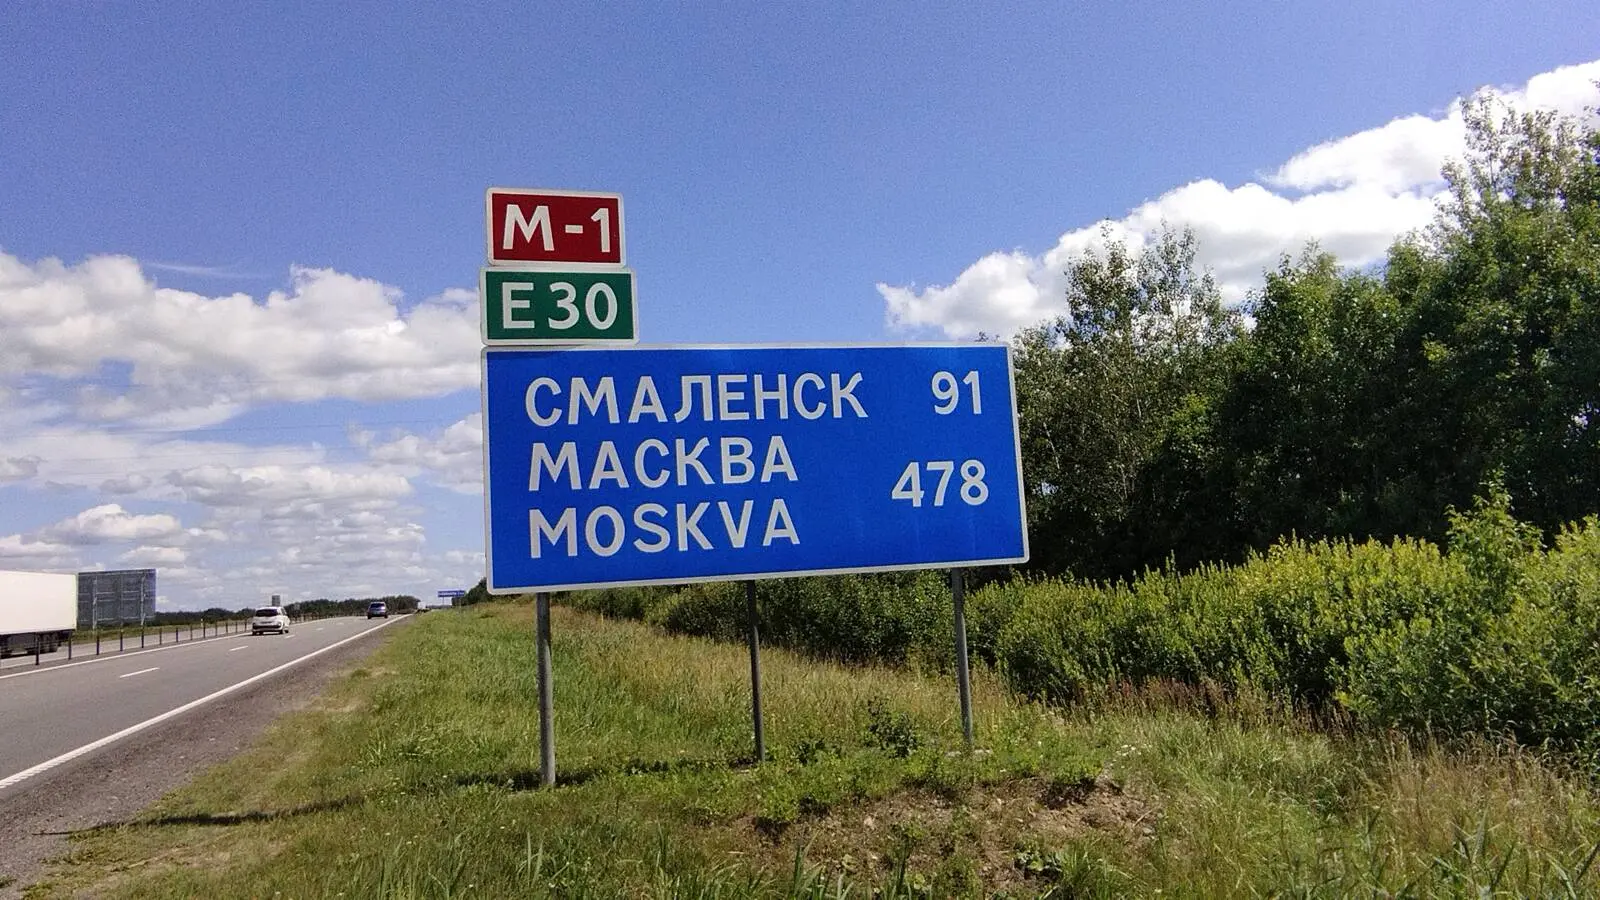 М-1
E30
СМАЛЕНСК 91
МАСКВА 478
MOSKVA